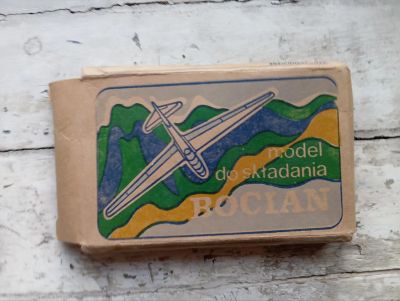 model
do składania
BOCIAN